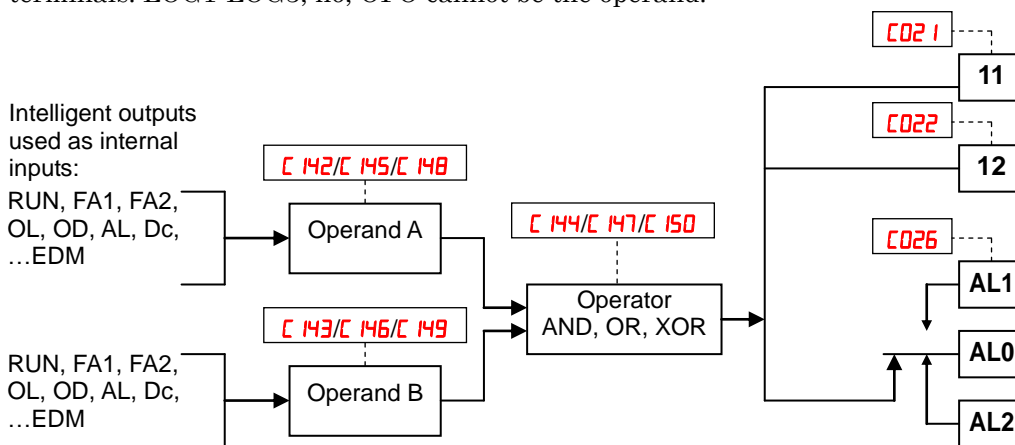 terminals. LOG1-LOG3, no, OPO cannot be the operand.
C021
11
Intelligent outputs
used as internal
inputs:
C022
12
C142/C145/C148
RUN, FA1, FA2,
OL, OD, AL, Dc,
…EDM
Operand A
C144/C147/C150
C026
AL1
Operator
AND, OR, XOR
C143/C146/C149
AL0
RUN, FA1, FA2,
OL, OD, AL, Dc,
…EDM
Operand B
AL2